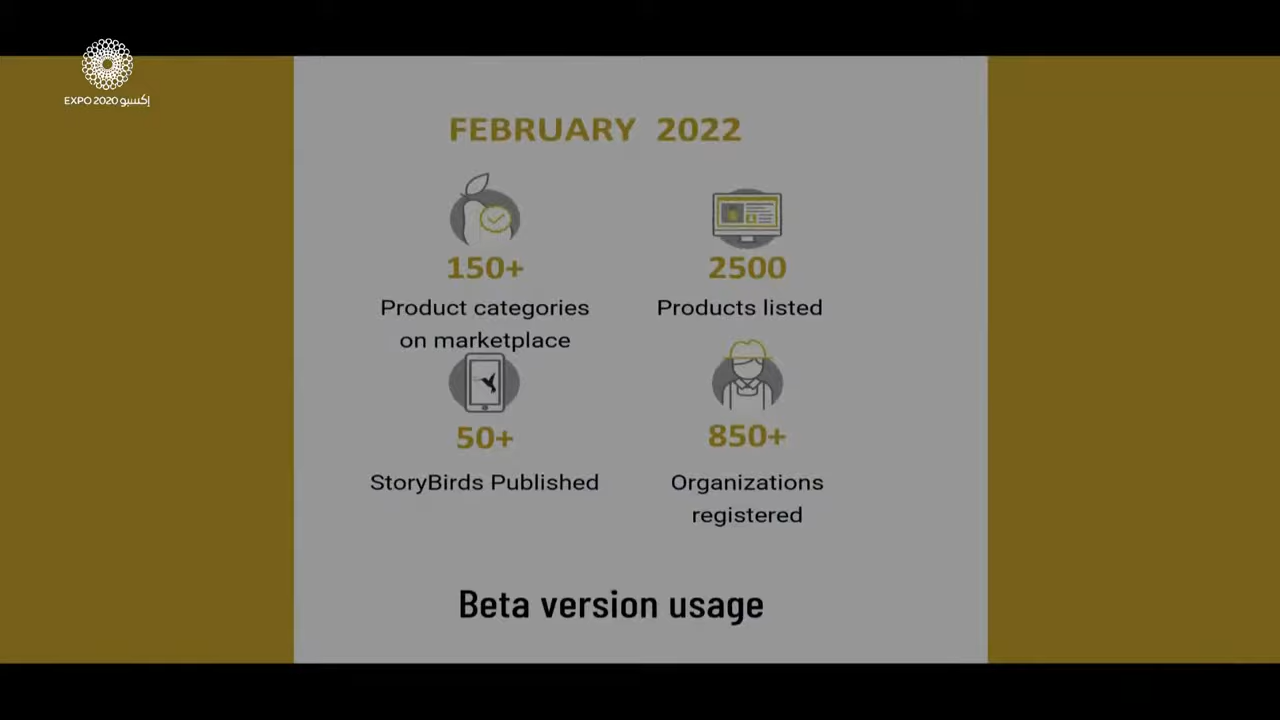 EXPO 2020 إكسبو
FEBRUARY 2022
150+
Product categories
on marketplace
2500
Products listed
50+
StoryBirds Published
850+
Organizations
registered
Beta version usage